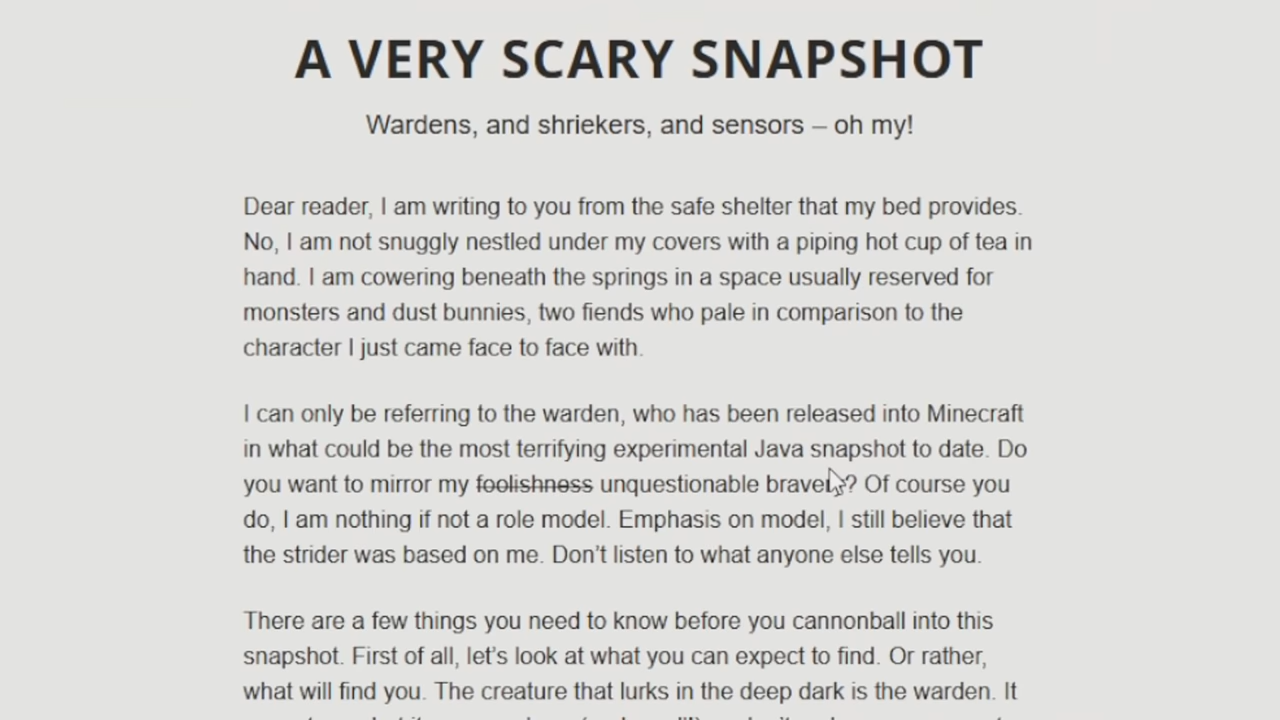 A VERY SCARY SNAPSHOT
Wardens, and shriekers, and sensors – oh my!
Dear reader, I am writing to you from the safe shelter that my bed provides.
No, I am not snuggly nestled under my covers with a piping hot cup of tea in
hand. I am cowering beneath the springs in a space usually reserved for
monsters and dust bunnies, two fiends who pale in comparison to the
character I just came face to face with.
I can only be referring to the warden, who has been released into Minecraft
in what could be the most terrifying experimental Java snapshot to date. Do
you want to mirror my foolishness unquestionable bravery? Of course you
do, I am nothing if not a role model. Emphasis on model, I still believe that
the strider was based on me. Don’t listen to what anyone else tells you.
There are a few things you need to know before you cannonball into this
snapshot. First of all, let’s look at what you can expect to find. Or rather,
what will find you. The creature that lurks in the deep dark is the warden. It